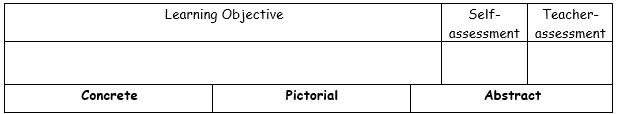 Learning Objective
Self-
assessment
Teacher-
assessment
Concrete
Pictorial
Abstract